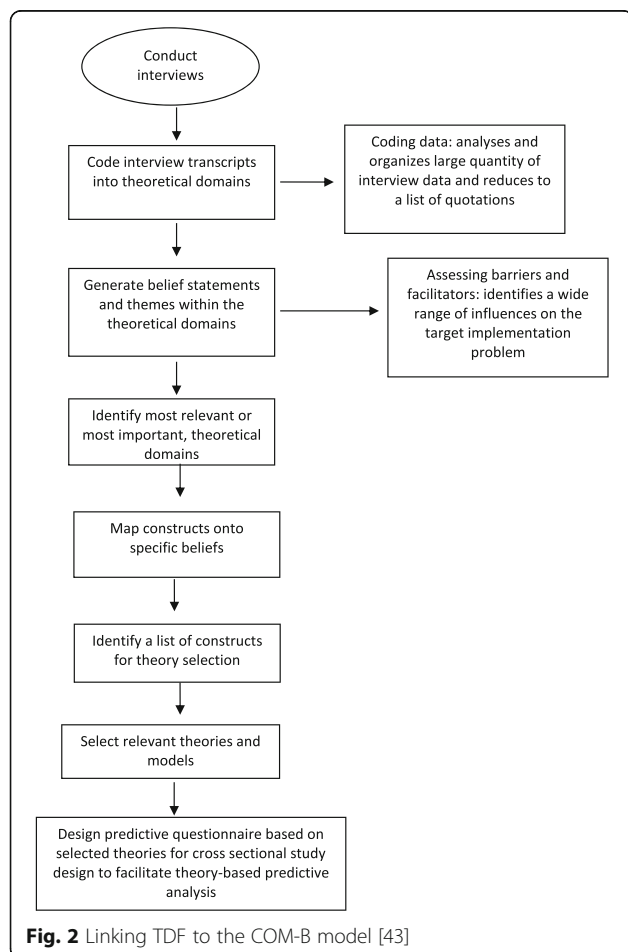 Conduct
interviews
Code interview transcripts
into theoretical domains
Coding data: analyses and
organizes large quantity of
interview data and reduces to
a list of quotations
Generate belief statements
and themes within the
theoretical domains
Assessing barriers and
facilitators: identifies a wide
range of influences on the
target implementation
problem
Identify most relevant or
most important, theoretical
domains
Map constructs onto
specific beliefs
Identify a list of constructs
for theory selection
Select relevant theories and
models
Design predictive questionnaire based on
selected theories for cross sectional study
design to facilitate theory-based predictive
analysis
Fig. 2 Linking TDF to the COM-B model [43]